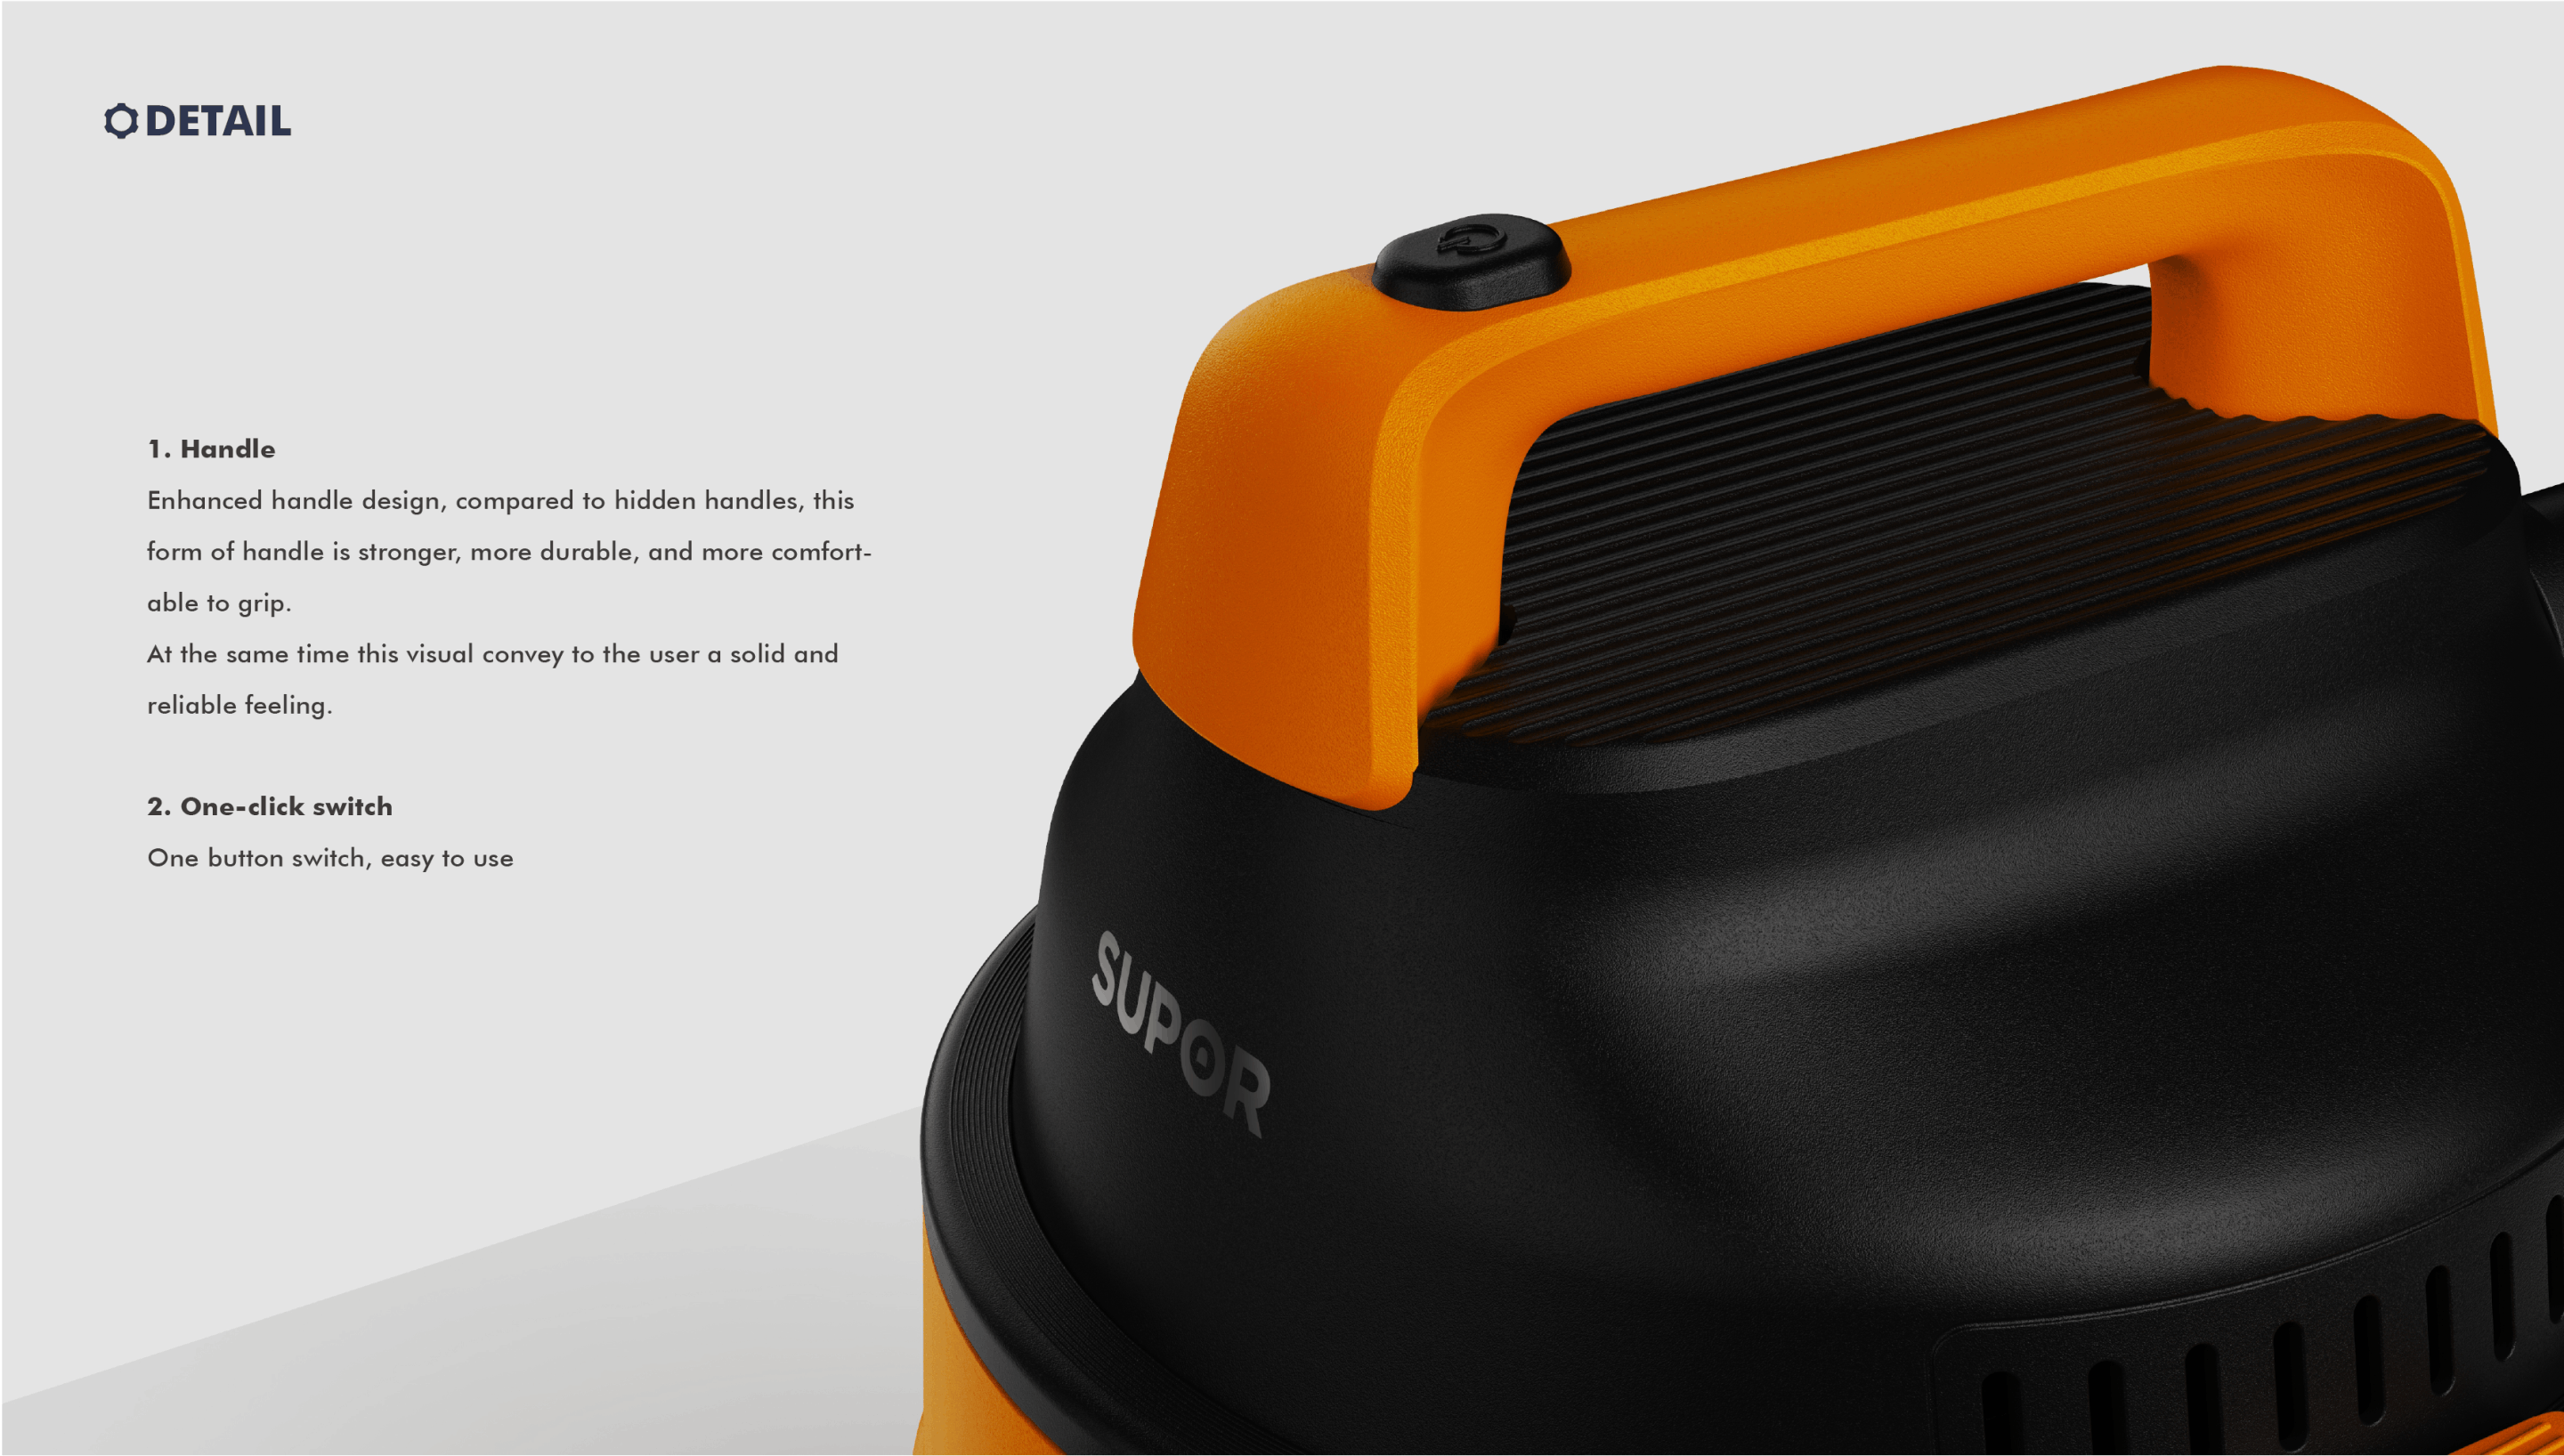 DETAIL
1. Handle
Enhanced handle design, compared to hidden handles, this
form of handle is stronger, more durable, and more comfort-
able to grip.
At the same time this visual convey to the user a solid and
reliable feeling.
2. One-click switch
One button switch, easy to use
SUPOR